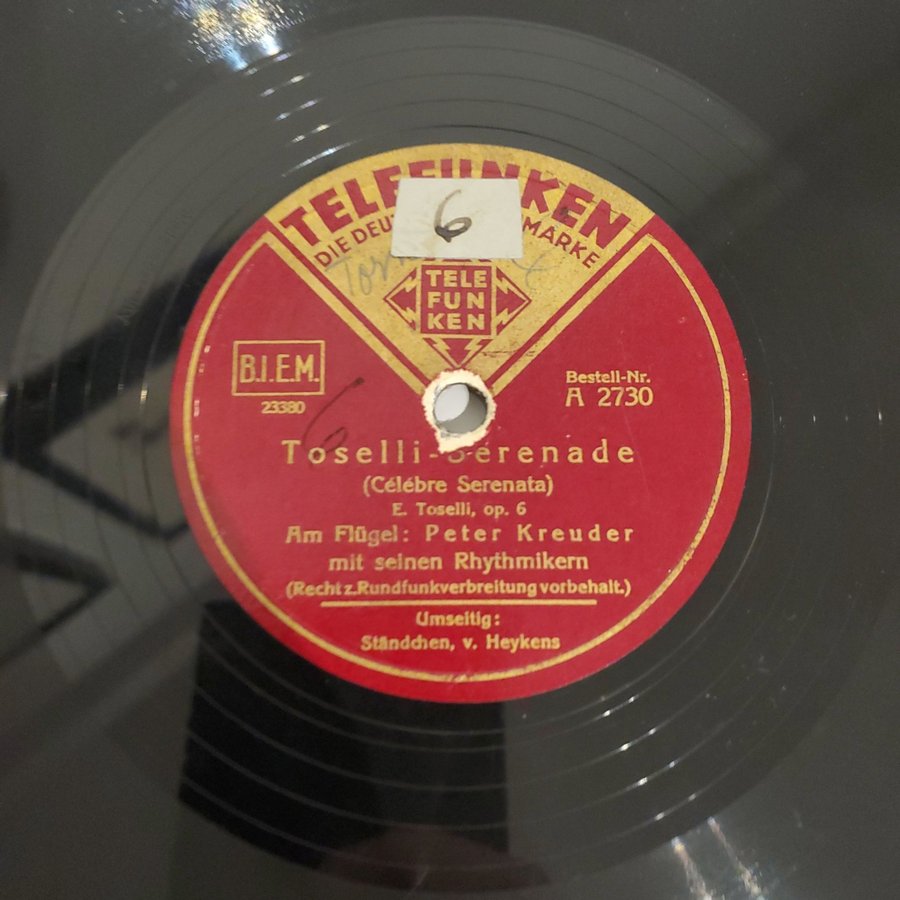 TELEFUNKEN
6
DIE DEU MARKE
TELE
FUN
KEN
B.I.E.M.
23380
Bestell-Nr.
A 2730
6
Toselli-Serenade
(Célébre Serenata)
E. Toselli, op. 6
Am Flügel: Peter Kreuder
mit seinen Rhythmikern
(Recht z. Rundfunkverbreitung vorbehalt.)
Umseitig:
Ständchen, v. Heykens